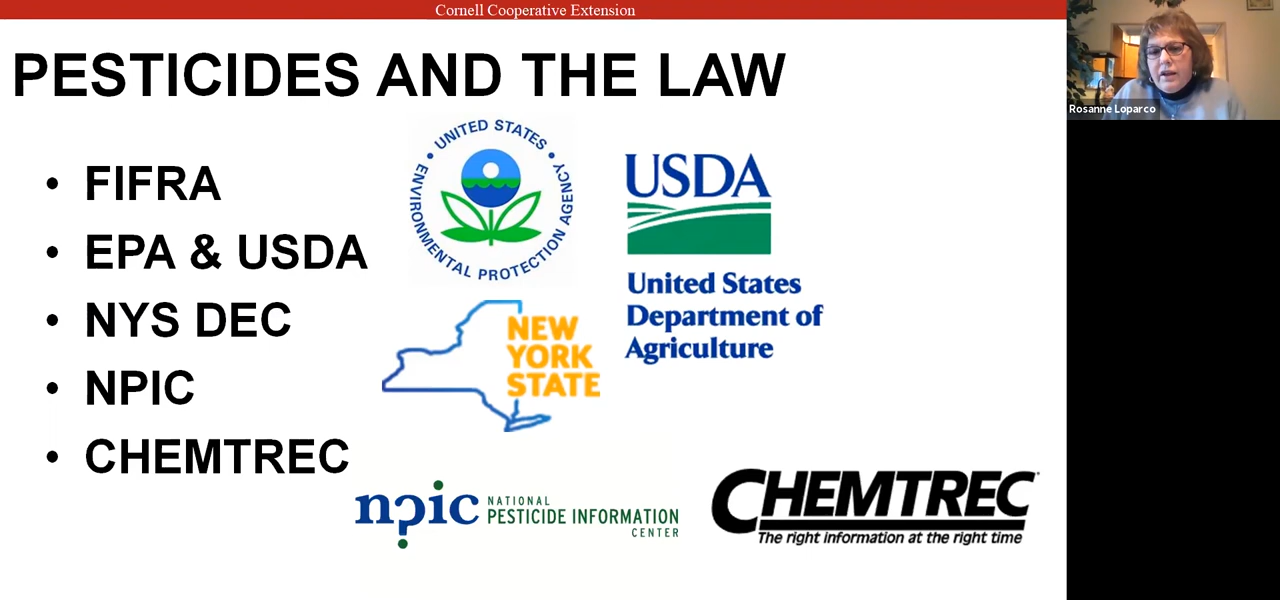 Cornell Cooperative Extension
PESTICIDES AND THE LAW
• FIFRA
• EPA & USDA
• NYS DEC
• NPIC
• CHEMTREC
UNITED STATES • ENVIRONMENTAL PROTECTION AGENCY •
USDA
United States
Department of
Agriculture
NEW
YORK
STATE
npic
NATIONAL
PESTICIDE INFORMATION
CENTER
CHEMTREC
The right information at the right time
Rosanne Loparco